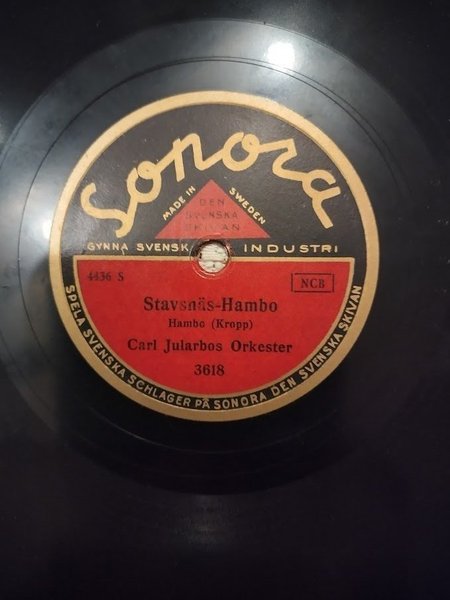 Sonora
MADE IN SWEDEN
DEN
SVENSKA
SKIVAN
GYNNA SVENSK INDUSTRI
4436 S
NCB
Stavsnäs-Hambo
Hambo (Kropp)
Carl Jularbos Orkester
3618
SPELA SVENSKA SCHLAGER PÅ SONORA DEN SVENSKA SKIVAN